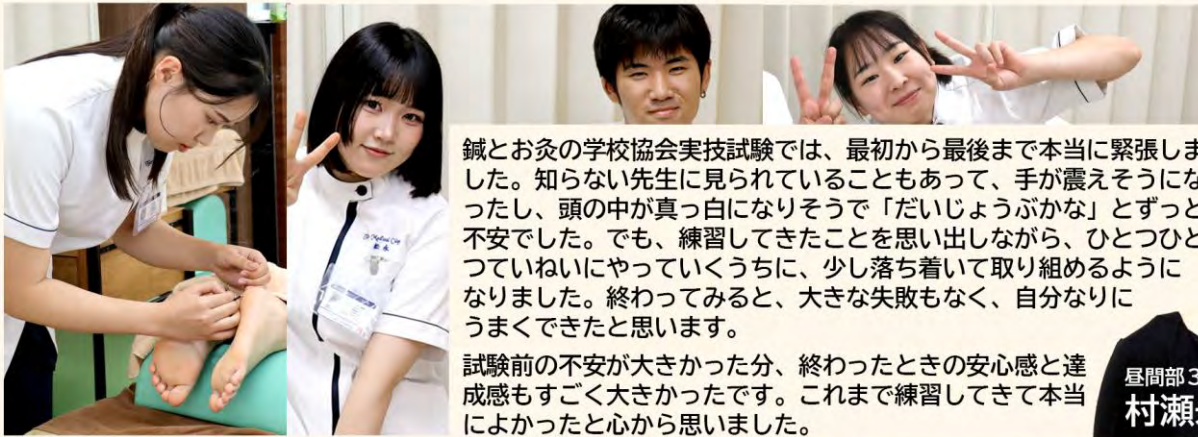 鍼とお灸の学校協会実技試験では、最初から最後まで本当に緊張しま
した。知らない先生に見られていることもあって、手が震えそうにな
ったし、頭の中が真っ白になりそうで「だいじょうぶかな」とずっと
不安でした。でも、練習してきたことを思い出しながら、ひとつひと
つていねいにやっていくうちに、少し落ち着いて取り組めるように
なりました。終わってみると、大きな失敗もなく、自分なりに
うまくできたと思います。
試験前の不安が大きかった分、終わったときの安心感と達
成感もすごく大きかったです。これまで練習してきて本当
によかったと心から思いました。
昼間部3
村瀬